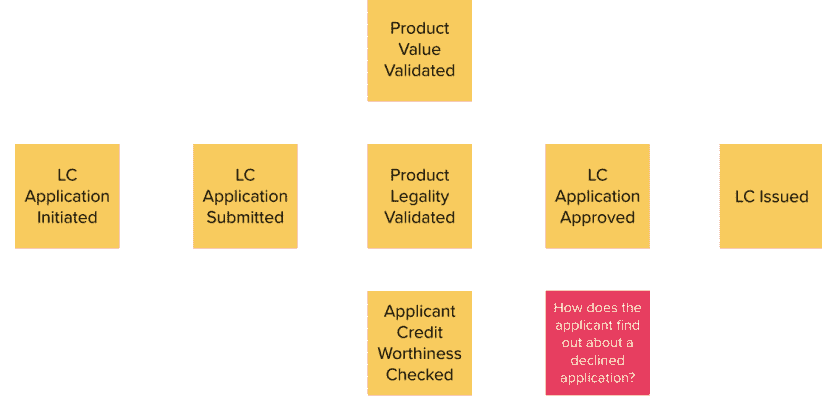 Product
Value
Validated
LC
Application
Initiated
LC
Application
Submitted
Product
Legality
Validated
LC
Application
Approved
LC Issued
Applicant
Credit
Worthiness
Checked
How does the
applicant find
out about a
declined
application?